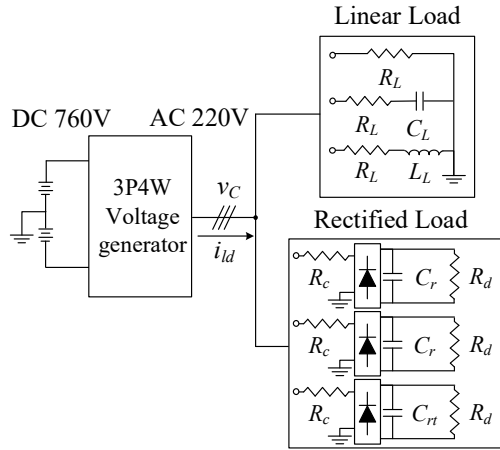 Linear Load
R_L
R_L C_L
R_L L_L
DC 760V AC 220V
3P4W
Voltage
generator
v_C
i_ld
Rectified Load
R_c C_r R_d
R_c C_r R_d
R_c C_rt R_d